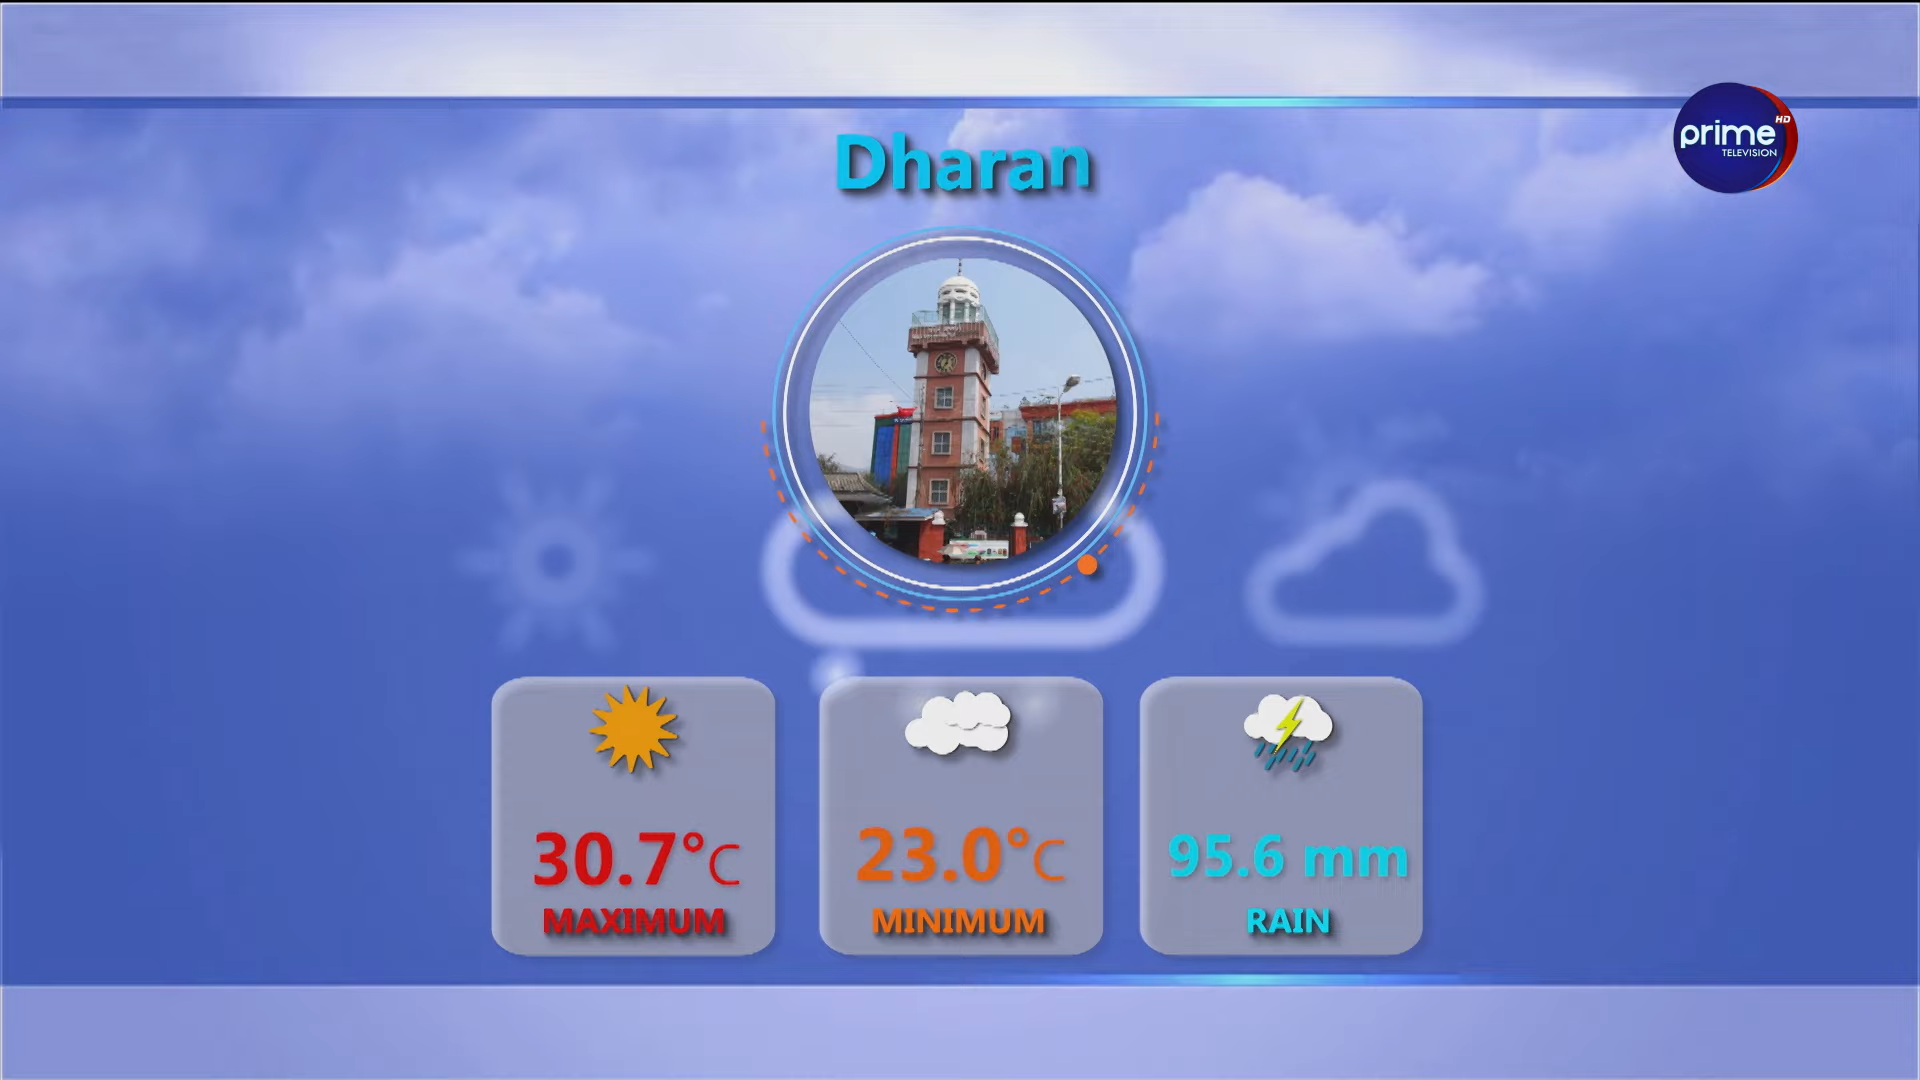 prime HD
TELEVISION
Dharan
30.7°C
23.0°C
95.6 mm
MAXIMUM
MINIMUM
RAIN